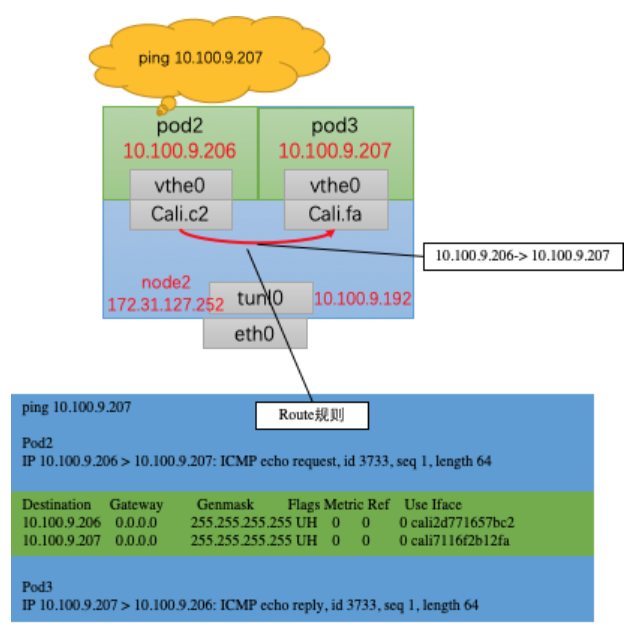 ping 10.100.9.207
pod2
10.100.9.206
pod3
10.100.9.207
vthe0
Cali.c2
vthe0
Cali.fa
10.100.9.206-> 10.100.9.207
node2
172.31.127.252
tunl0
10.100.9.192
eth0
Route规则
ping 10.100.9.207
Pod2
IP 10.100.9.206 > 10.100.9.207: ICMP echo request, id 3733, seq 1, length 64
Destination Gateway Genmask Flags Metric Ref Use Iface
10.100.9.206 0.0.0.0 255.255.255.255 UH 0 0 0 cali2d771657bc2
10.100.9.207 0.0.0.0 255.255.255.255 UH 0 0 0 cali7116f2b12fa
Pod3
IP 10.100.9.207 > 10.100.9.206: ICMP echo reply, id 3733, seq 1, length 64